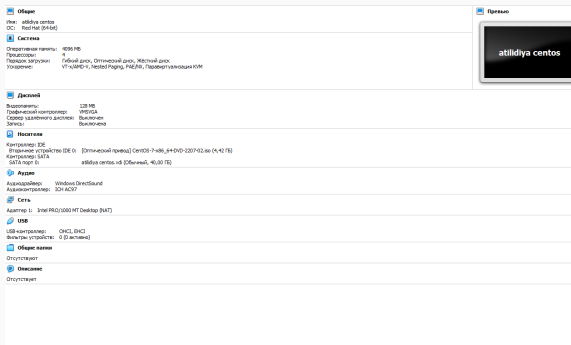 Общие
Имя: atilidiya centos
ОС: Red Hat (64-bit)
Система
Оперативная память: 4096 МБ
Процессоры: 4
Порядок загрузки: Гибкий диск, Оптический диск, Жёсткий диск
Ускорение: VT-x/AMD-V, Nested Paging, PAE/NX, Паравиртуализация KVM
Превью
atilidiya centos
Дисплей
Видеопамять: 128 МБ
Графический контроллер: VMSVGA
Сервер удалённого дисплея: Выключен
Запись: Выключена
Носители
Контроллер: IDE
Вторичное устройство IDE 0: [Оптический привод] CentOS-7-x86_64-DVD-2207-02.iso (4,42 ГБ)
Контроллер: SATA
SATA порт 0: atilidiya centos.vdi (Обычный, 40,00 ГБ)
Аудио
Аудиодрайвер: Windows DirectSound
Аудиоконтроллер: ICH AC97
Сеть
Адаптер 1: Intel PRO/1000 MT Desktop (NAT)
USB
USB-контроллер: OHCI, EHCI
Фильтры устройств: 0 (0 активно)
Общие папки
Отсутствуют
Описание
Отсутствует